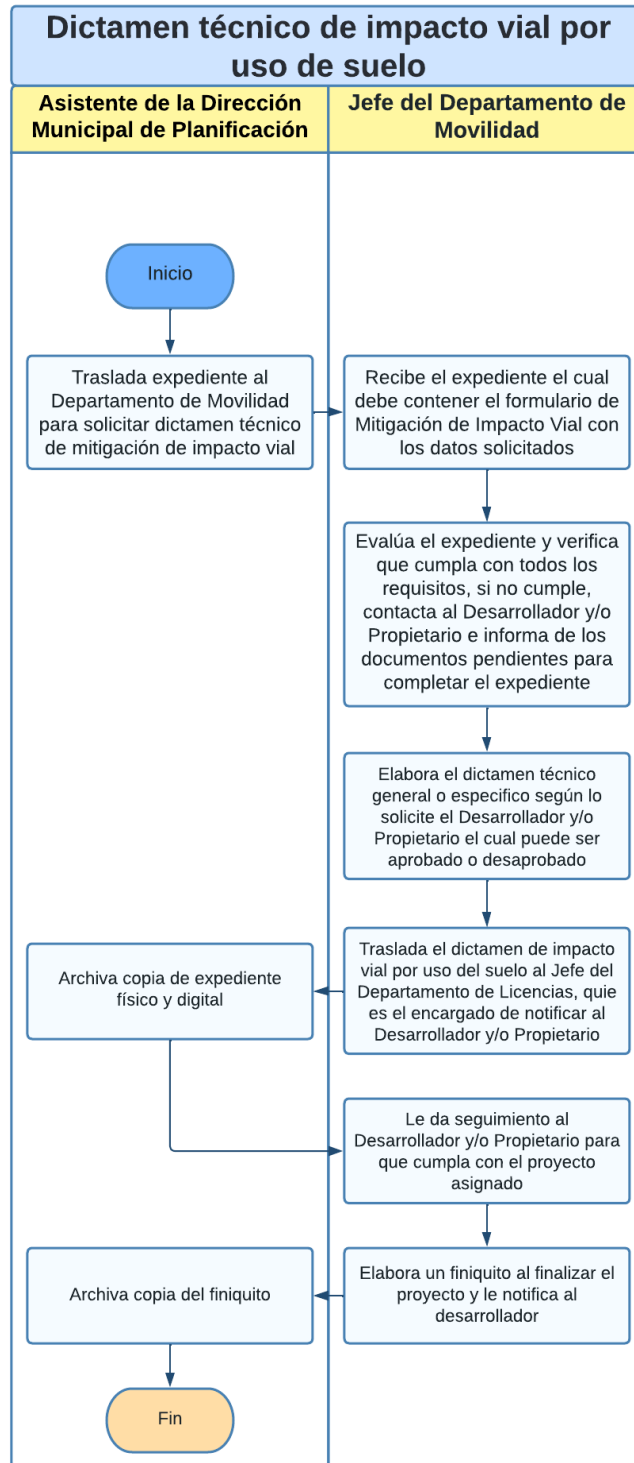 Dictamen técnico de impacto vial por
uso de suelo
Asistente de la Dirección
Municipal de Planificación
Jefe del Departamento de
Movilidad
Inicio
Traslada expediente al
Departamento de Movilidad
para solicitar dictamen técnico
de mitigación de impacto vial
Recibe el expediente el cual
debe contener el formulario de
Mitigación de Impacto Vial con
los datos solicitados
Evalúa el expediente y verifica
que cumpla con todos los
requisitos, si no cumple,
contacta al Desarrollador y/o
Propietario e informa de los
documentos pendientes para
completar el expediente
Elabora el dictamen técnico
general o especifico según lo
solicite el Desarrollador y/o
Propietario el cual puede ser
aprobado o desaprobado
Traslada el dictamen de impacto
vial por uso del suelo al Jefe del
Departamento de Licencias, quie
es el encargado de notificar al
Desarrollador y/o Propietario
Archiva copia de expediente
físico y digital
Le da seguimiento al
Desarrollador y/o Propietario para
que cumpla con el proyecto
asignado
Elabora un finiquito al finalizar el
proyecto y le notifica al
desarrollador
Archiva copia del finiquito
Fin